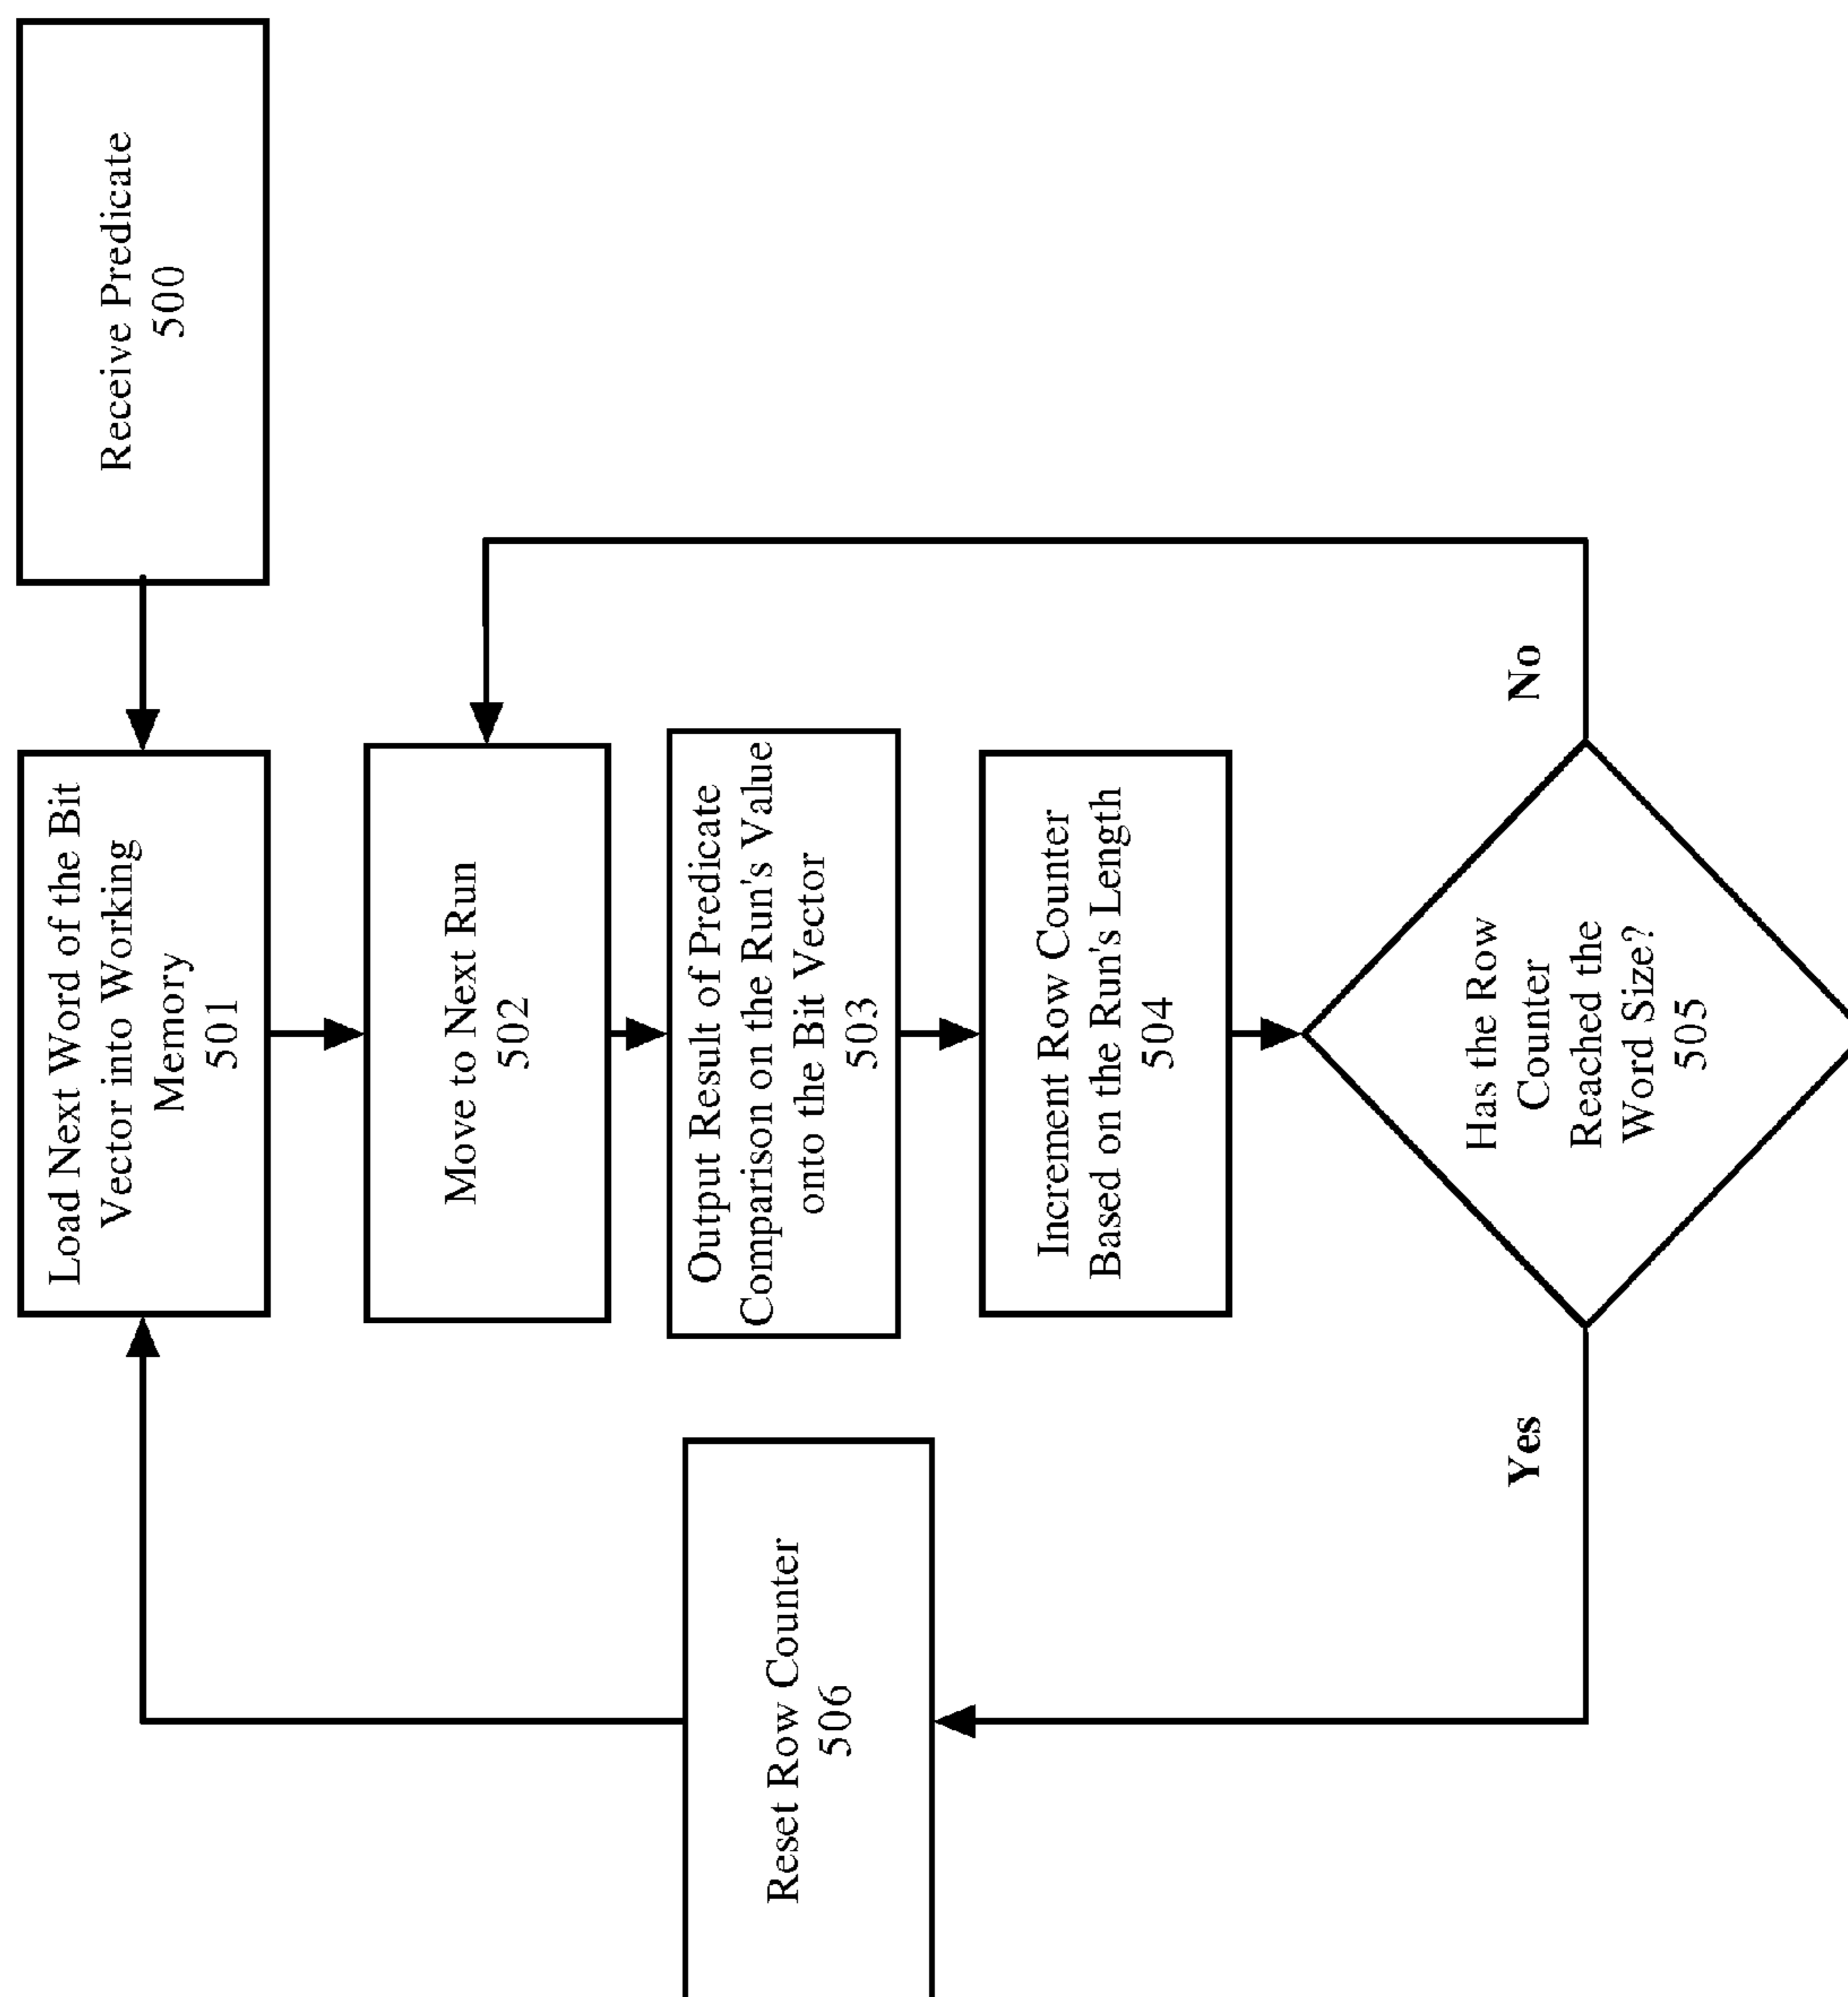 Receive Predicate
500
Load Next Word of the Bit
Vector into Working
Memory
501
Move to Next Run
502
Output Result of Predicate
Comparison on the Run's Value
onto the Bit Vector
503
Increment Row Counter
Based on the Run's Length
504
Has the Row
Counter
Reached the
Word Size?
505
No
Yes
Reset Row Counter
506